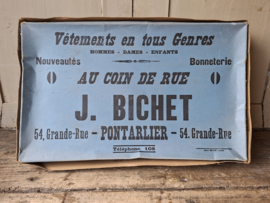 Vêtements en tous Genres
HOMMES - DAMES - ENFANTS
Nouveautés Bonneterie
AU COIN DE RUE
J. BICHET
54, Grande-Rue - PONTARLIER - 54, Grande-Rue
Téléphone 108